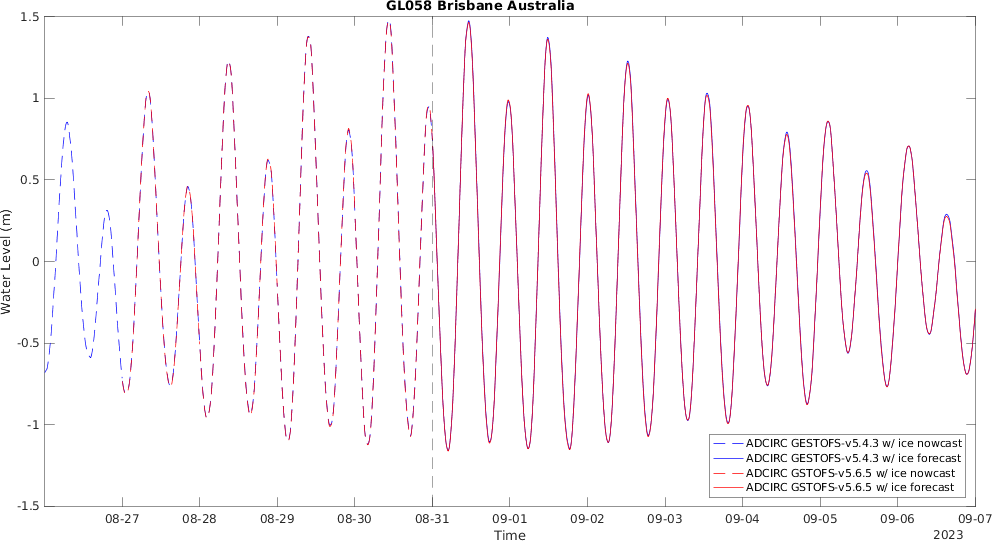 GL058 Brisbane Australia
1.5
1
0.5
0
-0.5
-1
-1.5
Water Level (m)
1.5
ADCIRC GESTOFS-v5.4.3 w/ ice nowcast
ADCIRC GESTOFS-v5.4.3 w/ ice forecast
ADCIRC GSTOFS-v5.6.5 w/ ice nowcast
ADCIRC GSTOFS-v5.6.5 w/ ice forecast
08-27 08-28 08-29 08-30 08-31 09-01 09-02 09-03 09-04 09-05 09-06 09-07
Time
2023